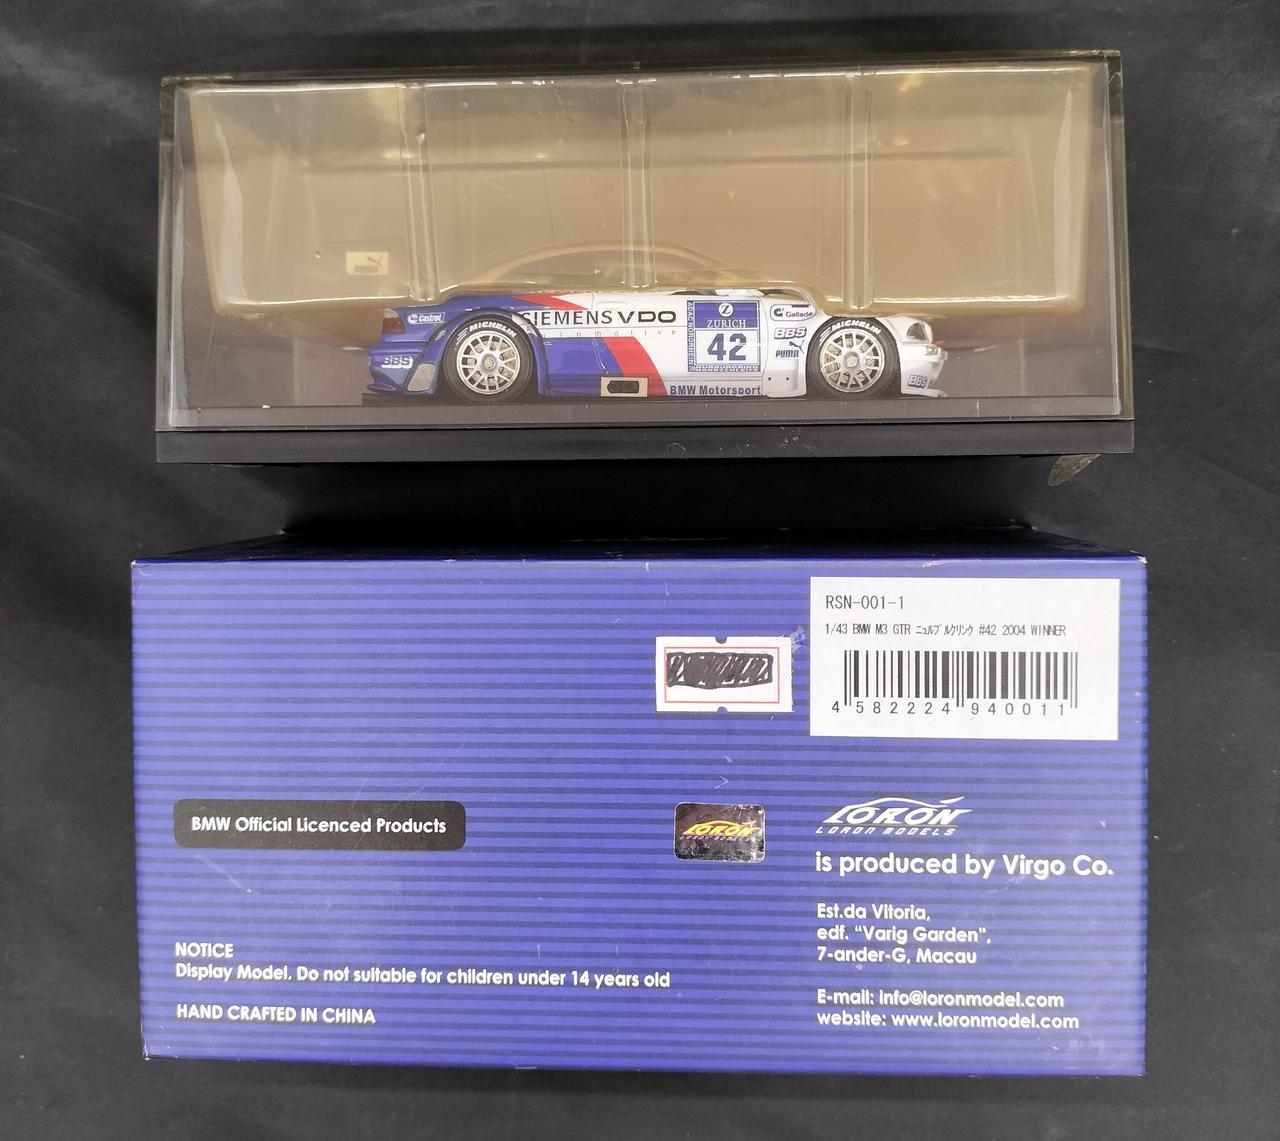 Castrol
MICHELIN
SIEMENS VDO
BBS
ZURICH
42
BMW Motorsport
Gallade
BBS
PUMA
MICHELIN
BBS
RSN-001-1
1/43 BMW M3 GTR ニュルブルクリンク #42 2004 WINNER
4 582224 940011
BMW Official Licenced Products
LORON
LORON MODELS
LORON
LORON MODELS
is produced by Virgo Co.
Est.da Vitoria,
edf. "Varig Garden",
7-ander-G, Macau
NOTICE
Display Model. Do not suitable for children under 14 years old
HAND CRAFTED IN CHINA
E-mail: info@loronmodel.com
website: www.loronmodel.com